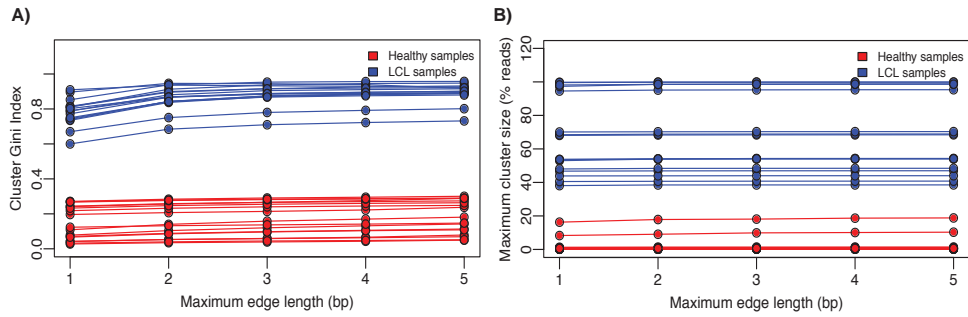 A)
Cluster Gini Index
0.0 0.4 0.8
Healthy samples
LCL samples
1 2 3 4 5
Maximum edge length (bp)
B)
Maximum cluster size (% reads)
0 20 40 60 80 100 120
Healthy samples
LCL samples
1 2 3 4 5
Maximum edge length (bp)